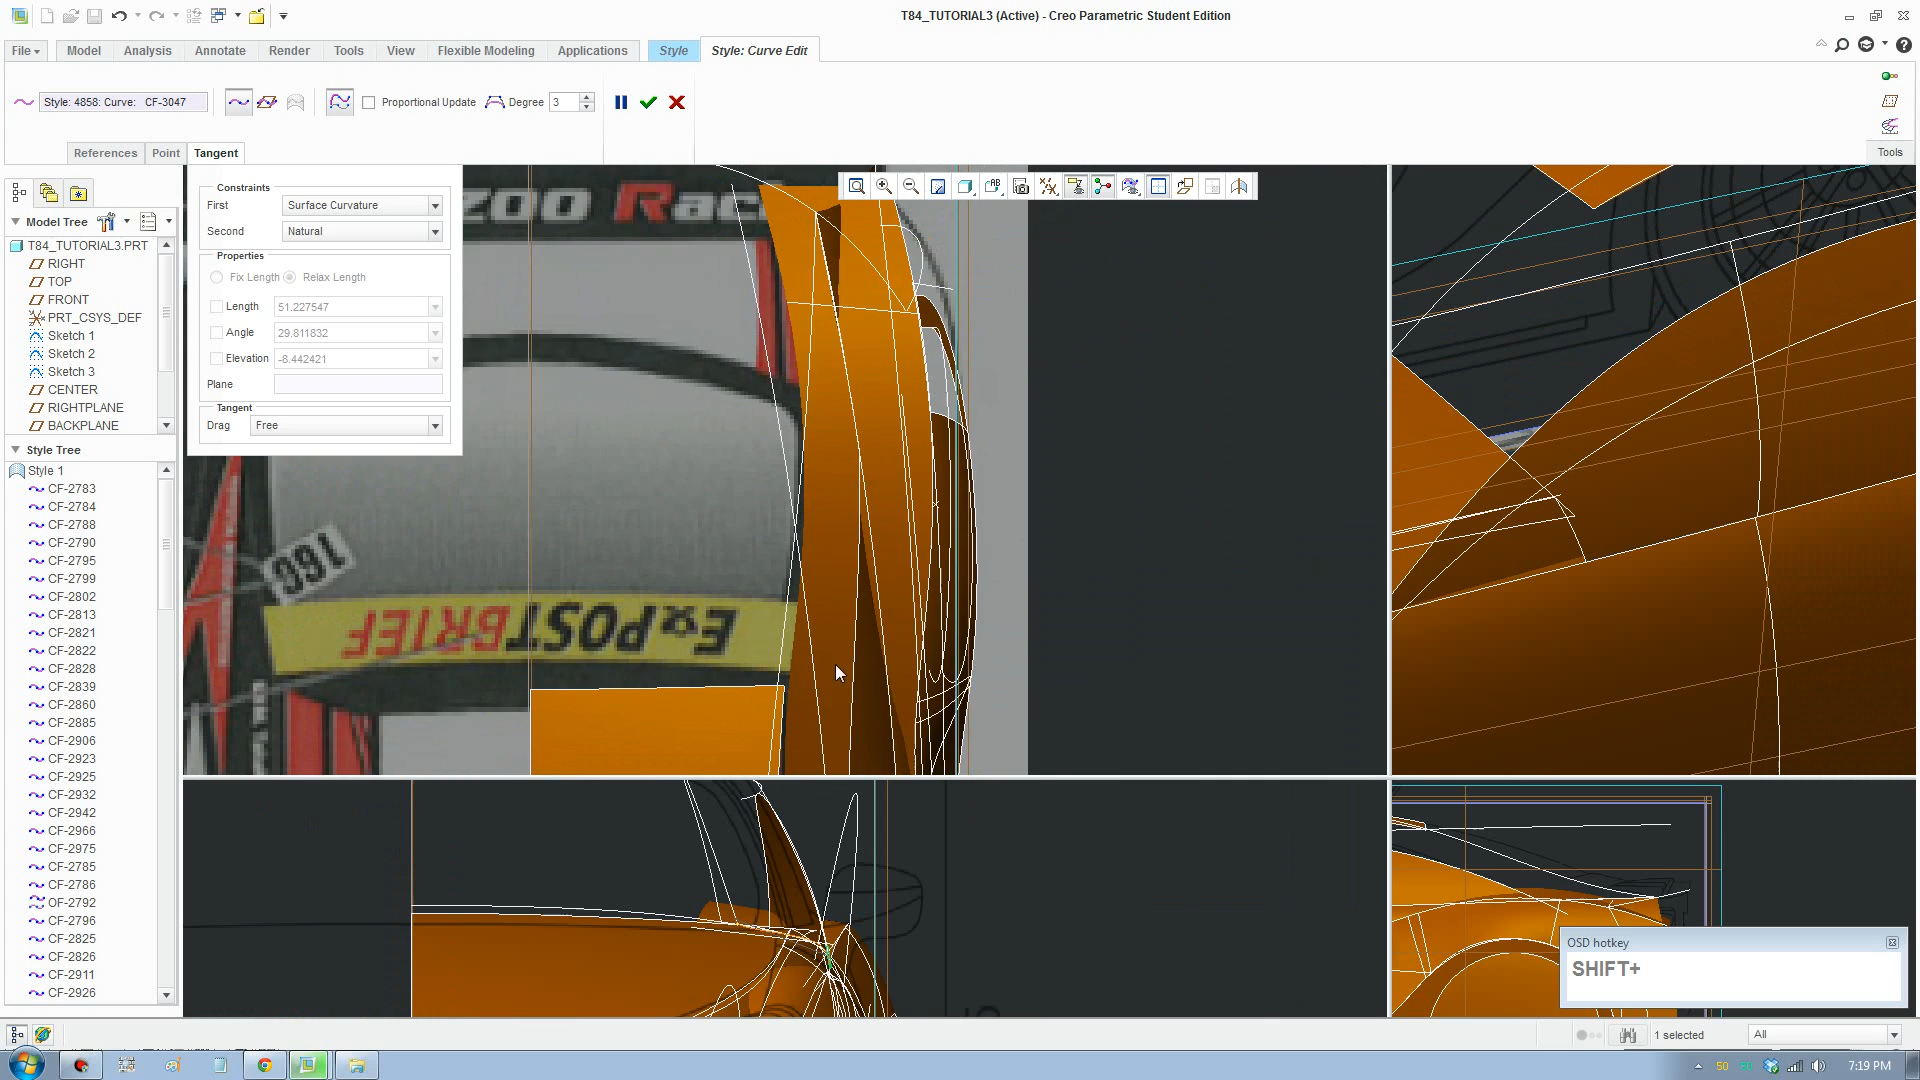 T84_TUTORIAL3 (Active) - Creo Parametric Student Edition
File
Model
Analysis
Annotate
Render
Tools
View
Flexible Modeling
Applications
Style
Style: Curve Edit
Style: 4858: Curve: CF-3047
Proportional Update
Degree
3
References
Point
Tangent
Tools
Constraints
First
Surface Curvature
Second
Natural
Properties
Fix Length
Relax Length
Length
51.227547
Angle
29.811832
Elevation
-8.442421
Plane
Tangent
Drag
Free
Model Tree
T84_TUTORIAL3.PRT
RIGHT
TOP
FRONT
PRT_CSYS_DEF
Sketch 1
Sketch 2
Sketch 3
CENTER
RIGHTPLANE
BACKPLANE
Style Tree
Style 1
CF-2783
CF-2784
CF-2788
CF-2790
CF-2795
CF-2799
CF-2802
CF-2813
CF-2821
CF-2822
CF-2828
CF-2839
CF-2860
CF-2885
CF-2906
CF-2923
CF-2925
CF-2932
CF-2942
CF-2966
CF-2975
CF-2785
CF-2786
OF-2792
CF-2796
CF-2825
CF-2826
CF-2911
CF-2926
zoo Rac
166
ExPOSTBRIEF
OSD hotkey
SHIFT+
1 selected
All
50
7:19 PM